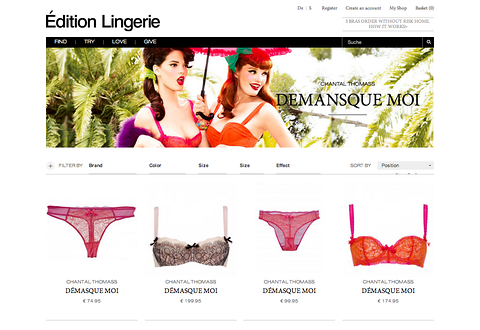 De | S Register Create an account My Shop Basket (0)
Édition Lingerie
3 BRAS ORDER WITHOUT RISK HOME.
HOW IT WORKS>
FIND | TRY | LOVE | GIVE
Suche
CHANTAL THOMASS
DEMANSQUE MOI
+ FILTER BY Brand Color Size Size Effect SORT BY Position
CHANTAL THOMASS CHANTAL THOMASS CHANTAL THOMASS CHANTAL THOMASS
DÉMASQUE MOI DÉMASQUE MOI DÉMASQUE MOI DÉMASQUE MOI
€ 74.95 € 199.95 € 99.95 € 174.95